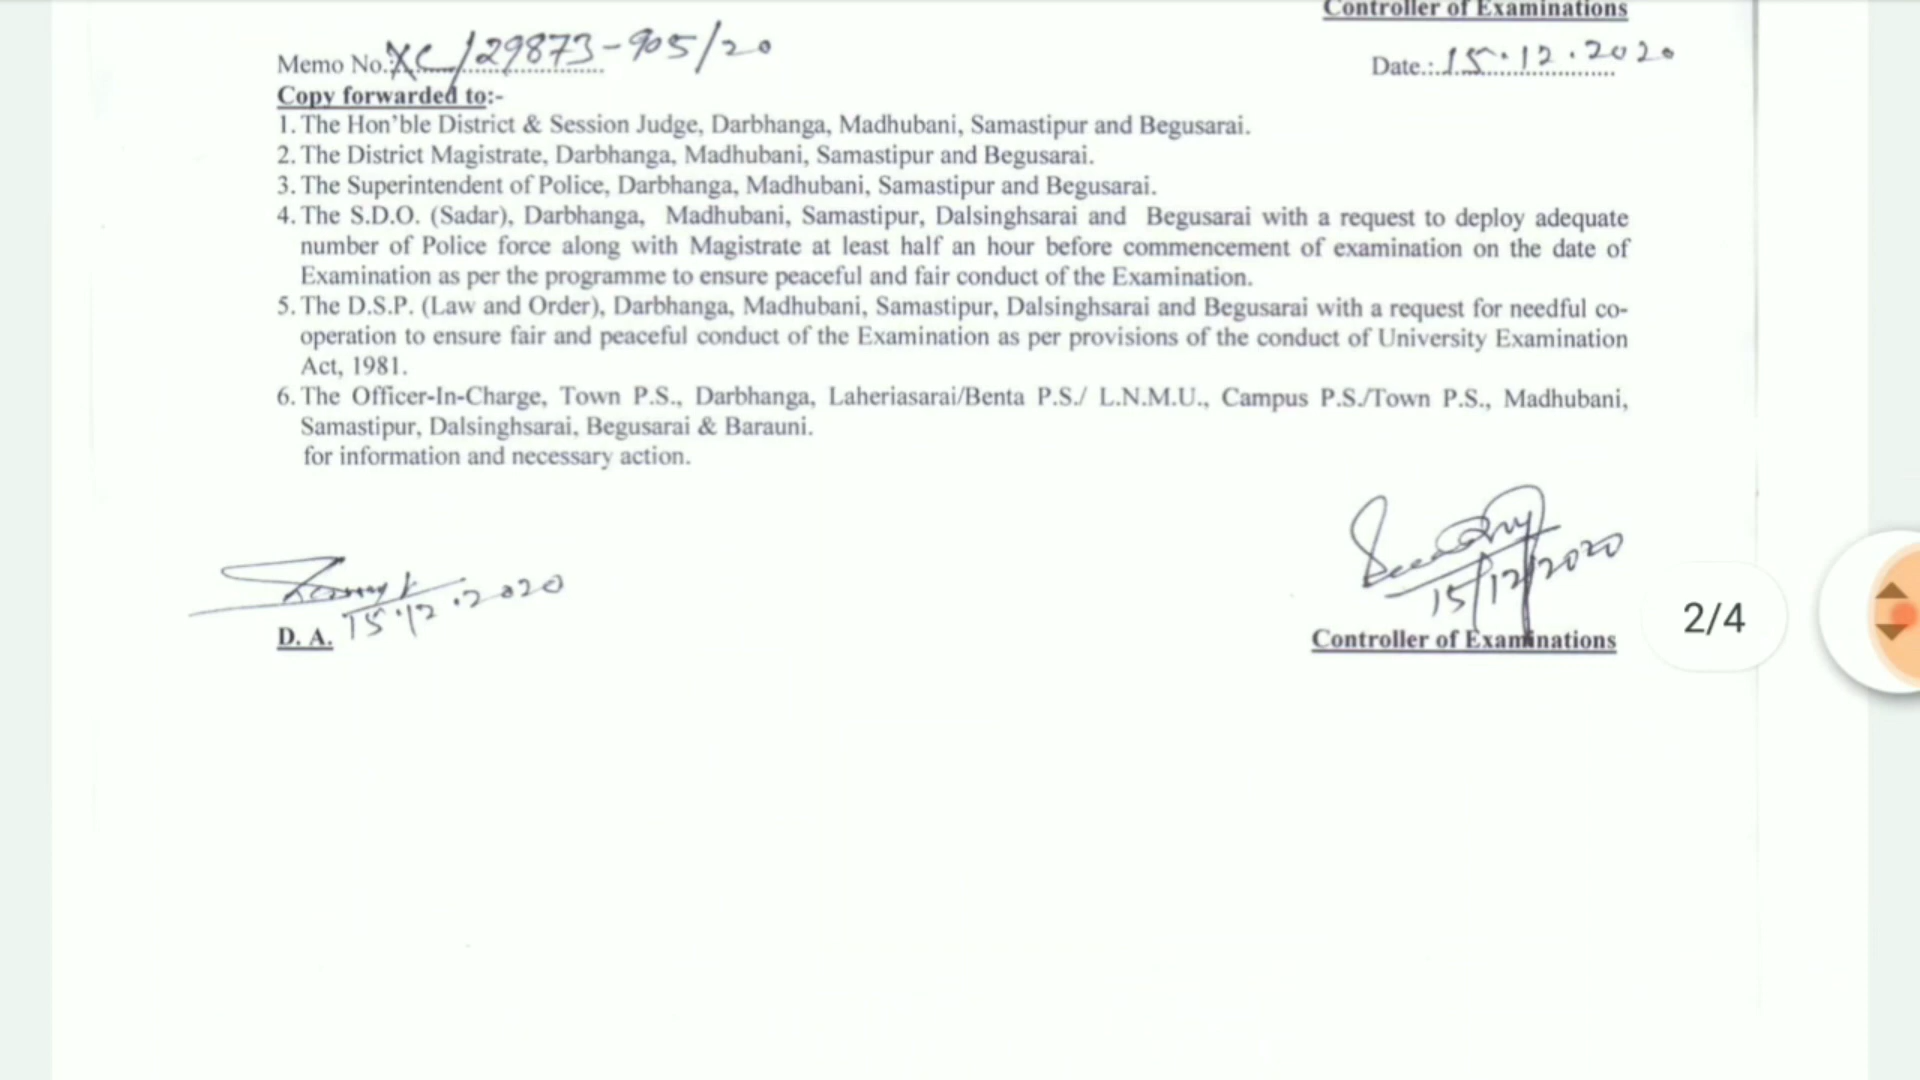 Controller of Examinations
Memo No.: XC/29873-905/20
Date.: 15.12.2020
Copy forwarded to:-
1. The Hon'ble District & Session Judge, Darbhanga, Madhubani, Samastipur and Begusarai.
2. The District Magistrate, Darbhanga, Madhubani, Samastipur and Begusarai.
3. The Superintendent of Police, Darbhanga, Madhubani, Samastipur and Begusarai.
4. The S.D.O. (Sadar), Darbhanga, Madhubani, Samastipur, Dalsinghsarai and Begusarai with a request to deploy adequate
number of Police force along with Magistrate at least half an hour before commencement of examination on the date of
Examination as per the programme to ensure peaceful and fair conduct of the Examination.
5. The D.S.P. (Law and Order), Darbhanga, Madhubani, Samastipur, Dalsinghsarai and Begusarai with a request for needful co-
operation to ensure fair and peaceful conduct of the Examination as per provisions of the conduct of University Examination
Act, 1981.
6. The Officer-In-Charge, Town P.S., Darbhanga, Laheriasarai/Benta P.S./ L.N.M.U., Campus P.S./Town P.S., Madhubani,
Samastipur, Dalsinghsarai, Begusarai & Barauni.
for information and necessary action.
15.12.2020
15/12/2020
D. A.
Controller of Examinations
2/4